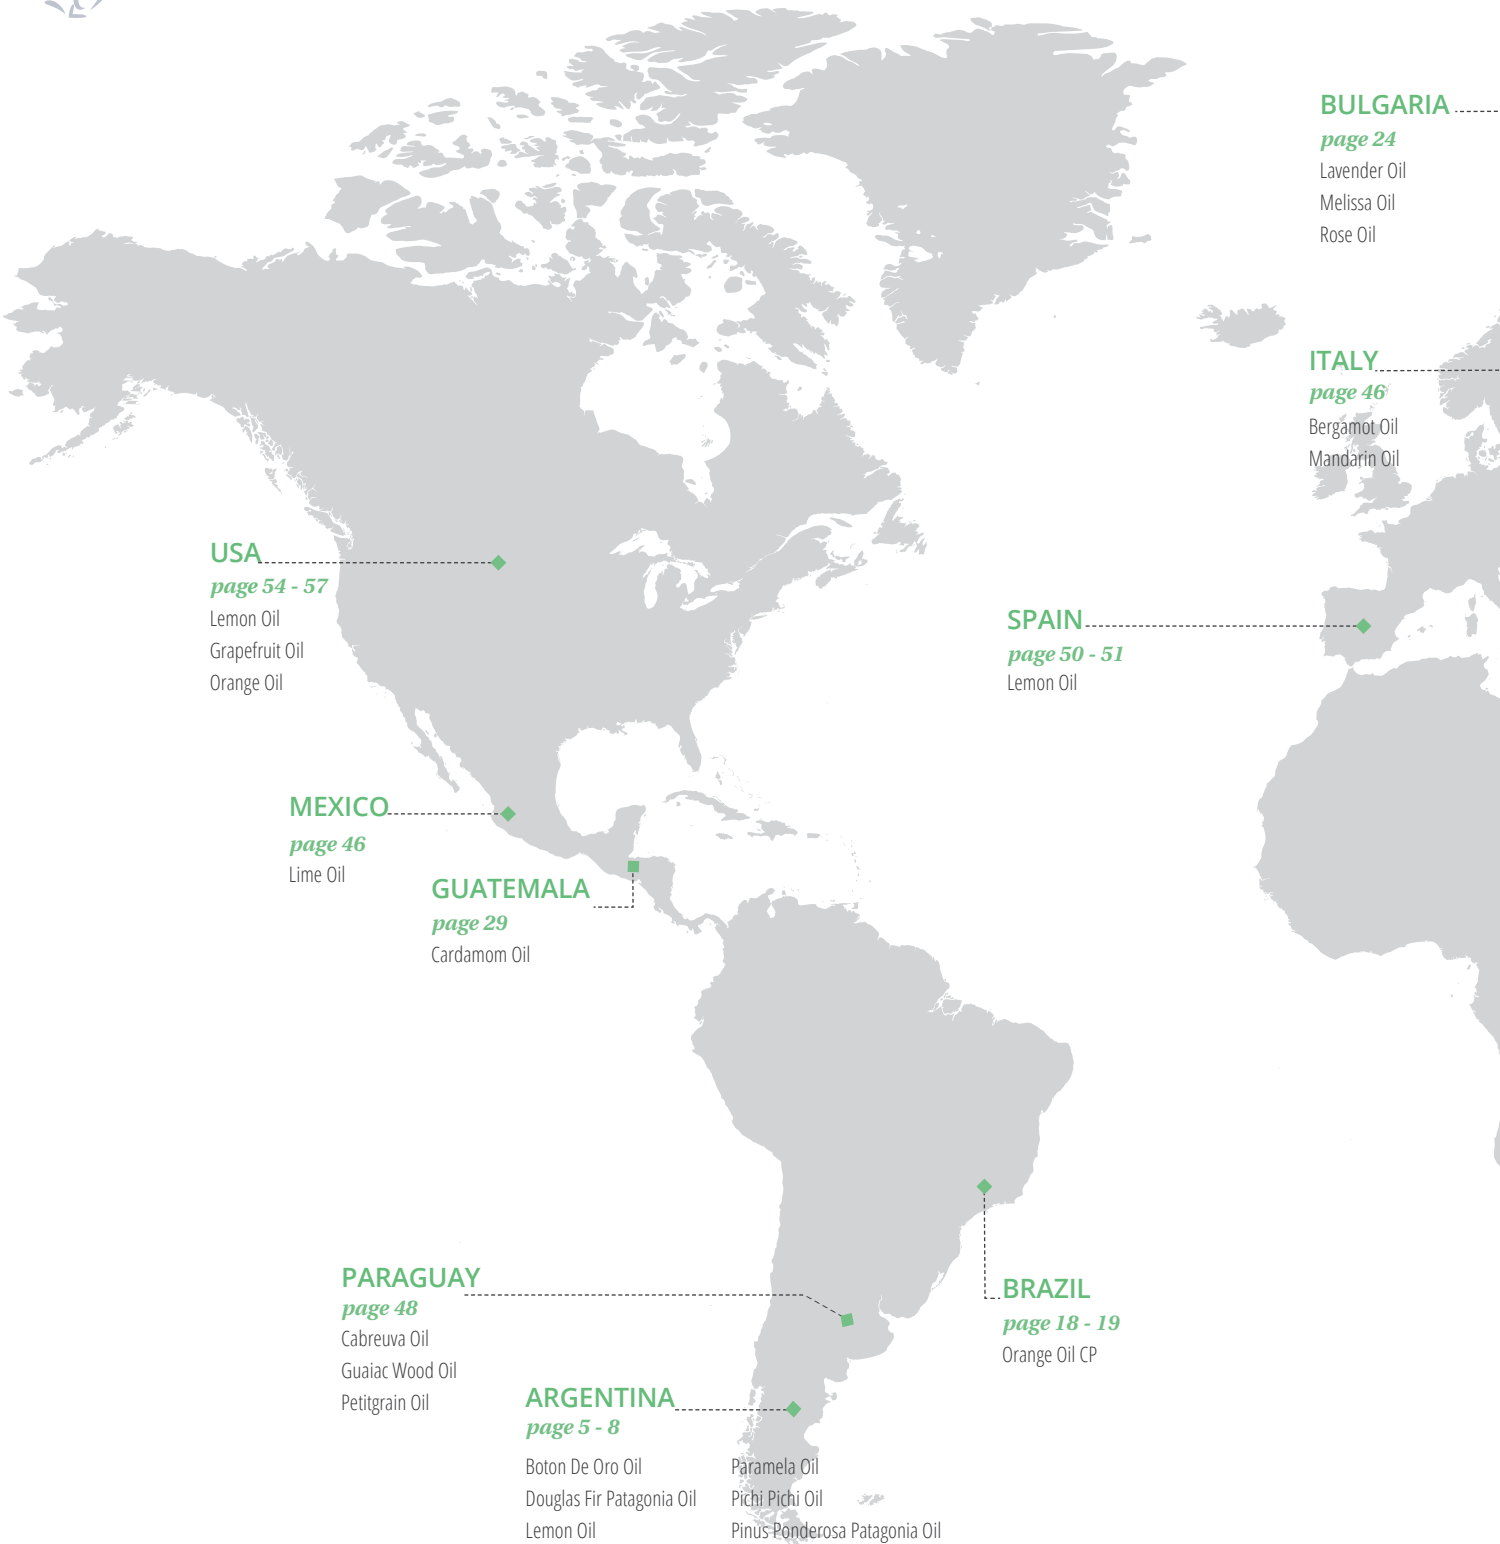 BULGARIA
page 24
Lavender Oil
Melissa Oil
Rose Oil
ITALY
page 46
Bergamot Oil
Mandarin Oil
USA
page 54 - 57
Lemon Oil
Grapefruit Oil
Orange Oil
SPAIN
page 50 - 51
Lemon Oil
MEXICO
page 46
Lime Oil
GUATEMALA
page 29
Cardamom Oil
PARAGUAY
page 48
Cabreuva Oil
Guaiac Wood Oil
Petitgrain Oil
BRAZIL
page 18 - 19
Orange Oil CP
ARGENTINA
page 5 - 8
Boton De Oro Oil
Douglas Fir Patagonia Oil
Lemon Oil
Paramela Oil
Pichi Pichi Oil
Pinus Ponderosa Patagonia Oil